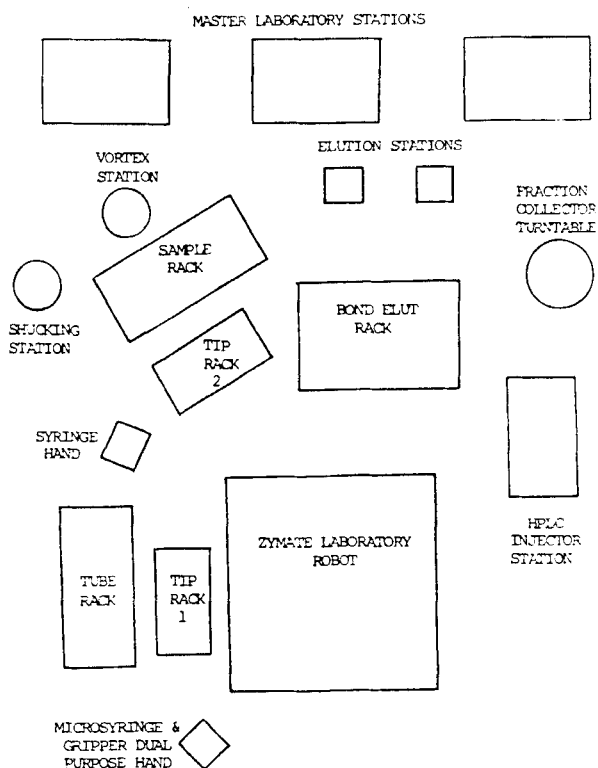 MASTER LABORATORY STATIONS
ELUTION STATIONS
VORTEX
STATION
FRACTION
COLLECTOR
TURNTABLE
SAMPLE
RACK
BOND ELUT
RACK
SHUCKING
STATION
TIP
RACK
2
SYRINGE
HAND
HPLC
INJECTOR
STATION
ZYMATE LABORATORY
ROBOT
TUBE
RACK
TIP
RACK
1
MICROSYRINGE &
GRIPPER DUAL
PURPOSE HAND